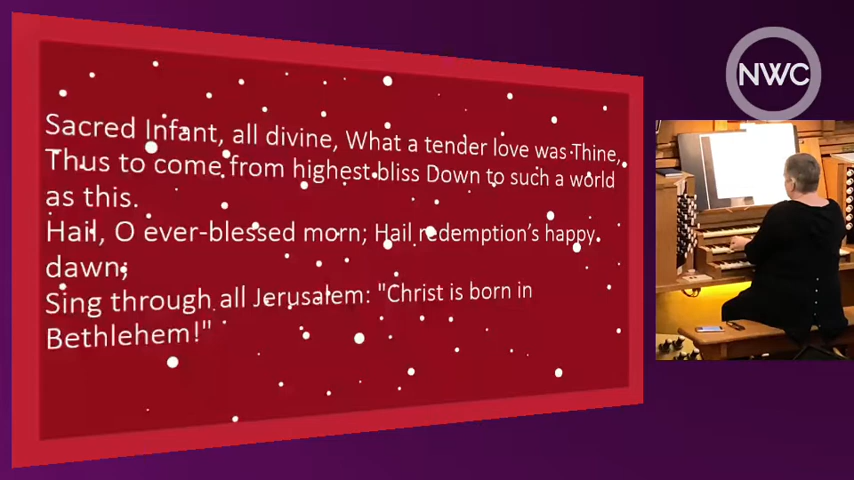 Sacred Infant, all divine, What a tender love was Thine,
Thus to come from highest bliss Down to such a world
as this.
Hail, O ever-blessed morn; Hail redemption's happy
dawn;
Sing through all Jerusalem: "Christ is born in
Bethlehem!"
NWC